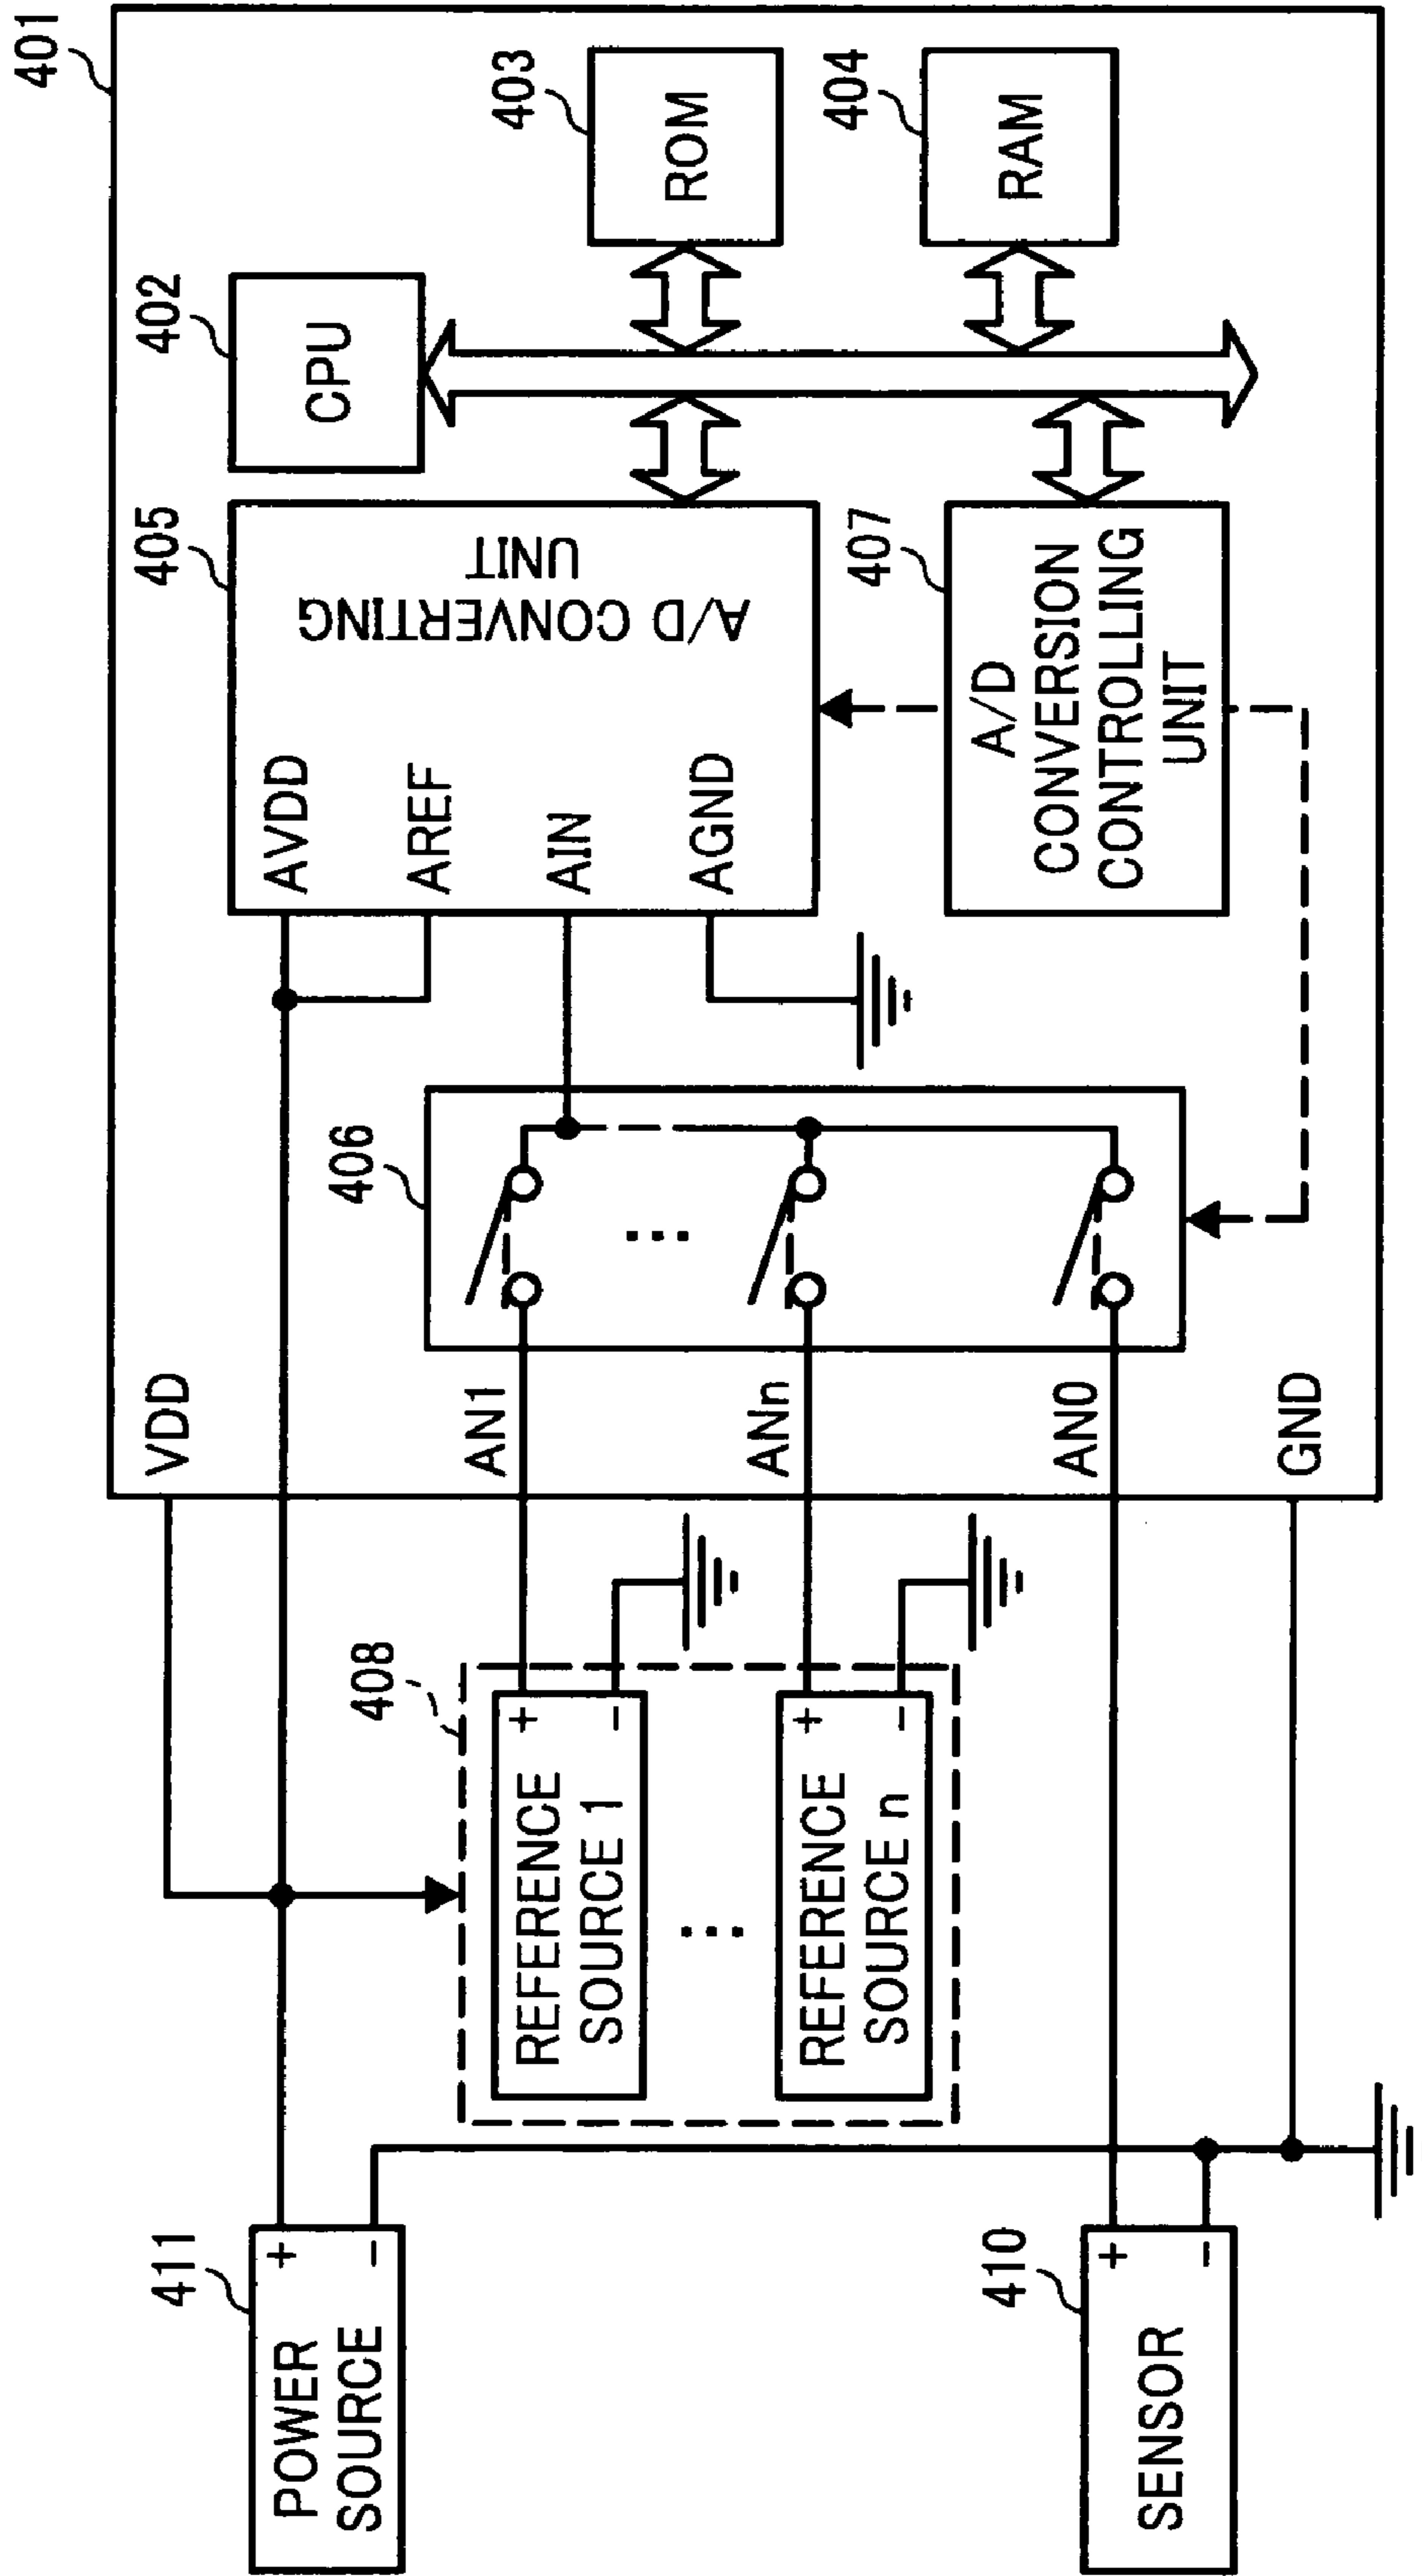 401
402
CPU
403
ROM
404
RAM
405
A/D CONVERTING
UNIT
AVDD
AREF
AIN
AGND
407
A/D
CONVERSION
CONTROLLING
UNIT
406
...
VDD
AN1
ANn
AN0
GND
408
REFERENCE
SOURCE 1
+
-
...
REFERENCE
SOURCE n
+
-
411
POWER
SOURCE
+
-
410
SENSOR
+
-